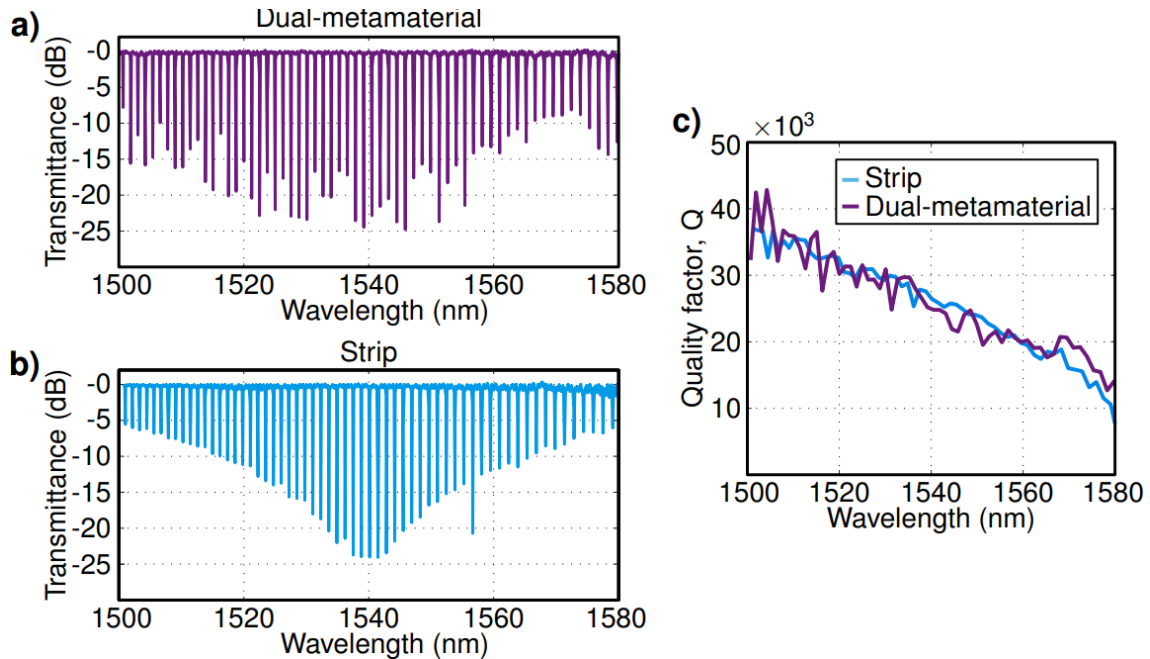 a)
Dual-metamaterial
Transmittance (dB)
-0
-5
-10
-15
-20
-25
1500 1520 1540 1560 1580
Wavelength (nm)
b)
Strip
Transmittance (dB)
-0
-5
-10
-15
-20
-25
1500 1520 1540 1560 1580
Wavelength (nm)
c)
×10³
Quality factor, Q
50
40
30
20
10
Strip
Dual-metamaterial
1500 1520 1540 1560 1580
Wavelength (nm)